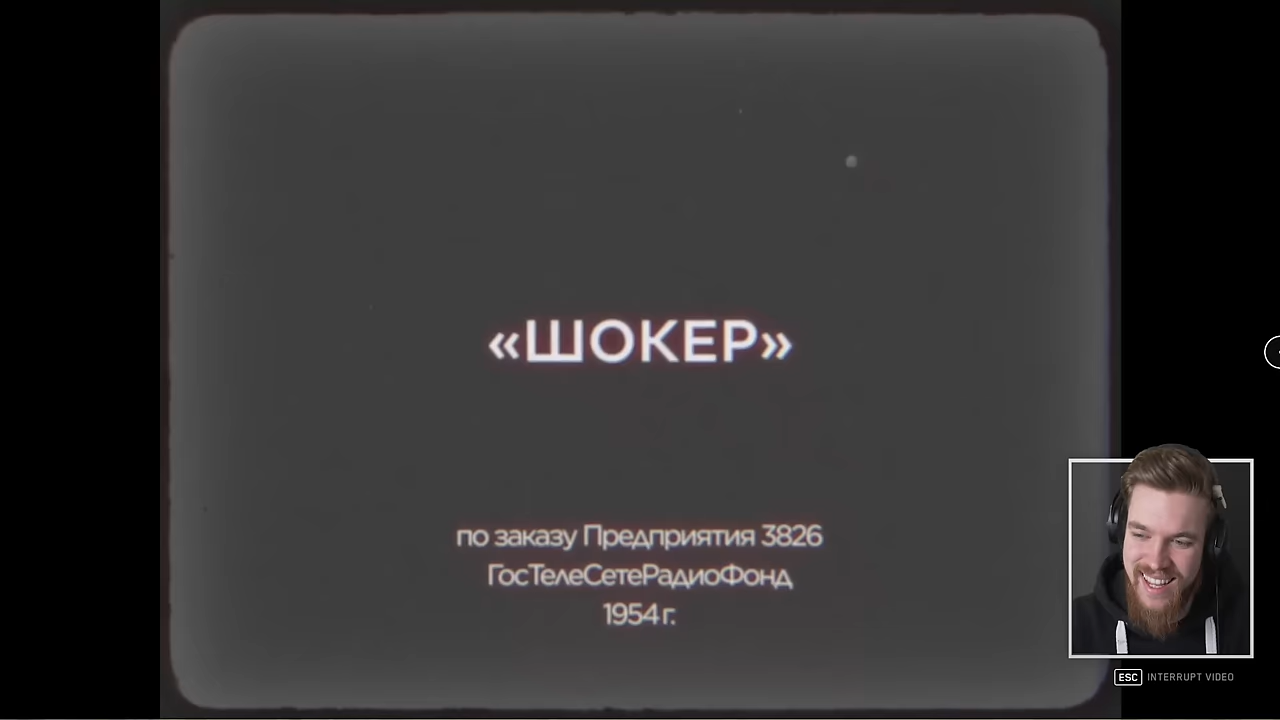 «ШОКЕР»
по заказу Предприятия 3826
ГосТелеСетеРадиоФонд
1954 г.
ESC INTERRUPT VIDEO